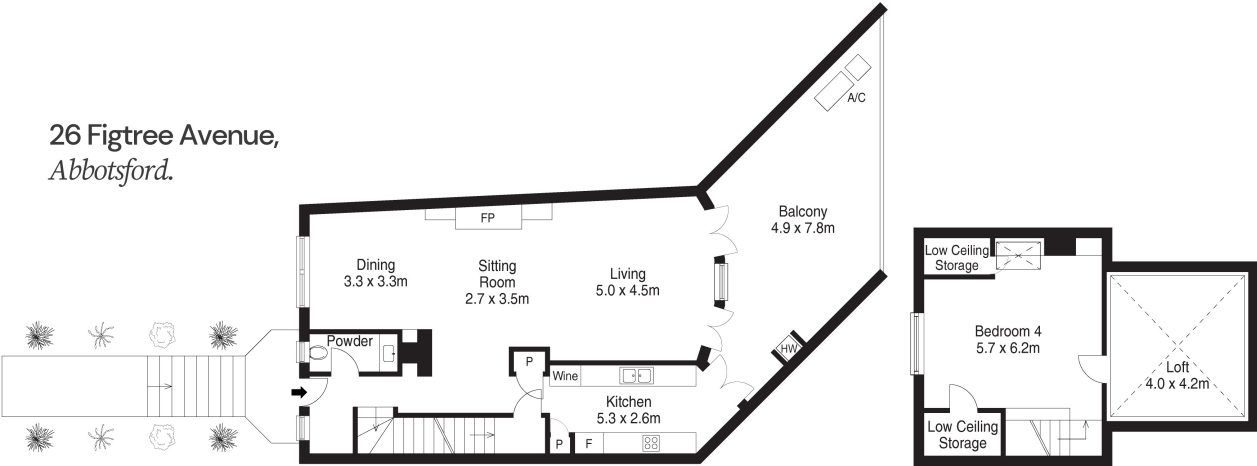 26 Figtree Avenue,
Abbotsford.
A/C
Balcony
4.9 x 7.8m
FP
Dining
3.3 x 3.3m
Sitting
Room
2.7 x 3.5m
Living
5.0 x 4.5m
Powder
P
Wine
HW
Kitchen
5.3 x 2.6m
P
F
Low Ceiling
Storage
Bedroom 4
5.7 x 6.2m
Loft
4.0 x 4.2m
Low Ceiling
Storage